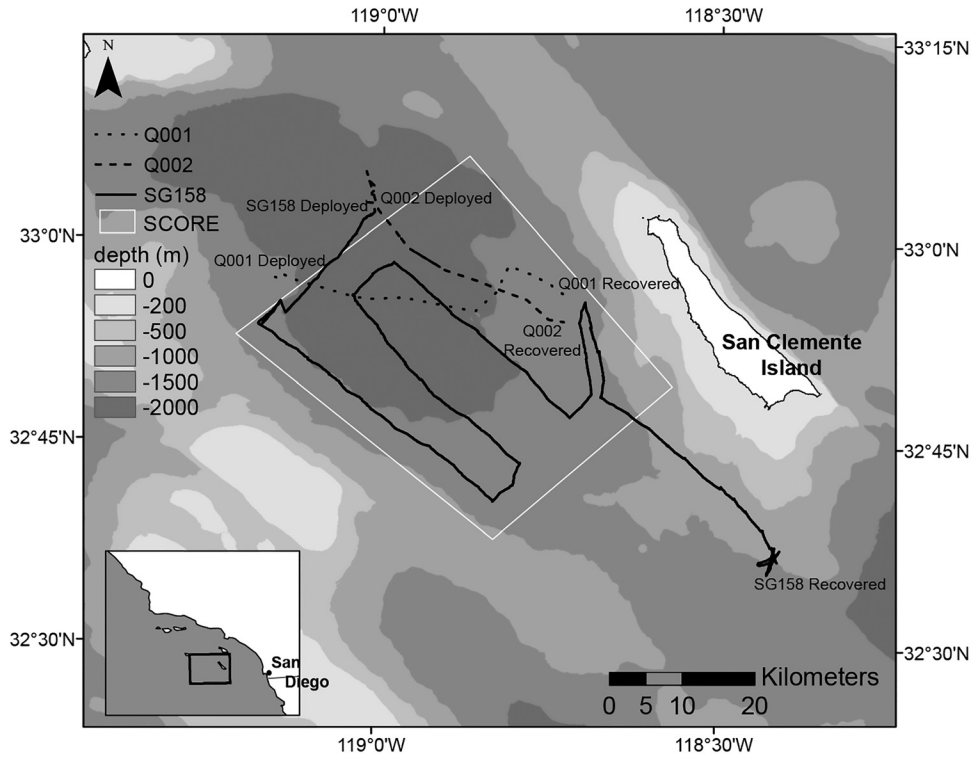 119°0'W
118°30'W
33°15'N
N
Q001
Q002
SG158
SCORE
depth (m)
0
-200
-500
-1000
-1500
-2000
33°0'N
33°0'N
SG158 Deployed
Q002 Deployed
Q001 Deployed
Q001 Recovered
Q002
Recovered
San Clemente
Island
32°45'N
32°45'N
SG158 Recovered
32°30'N
32°30'N
San
Diego
Kilometers
0 5 10 20
119°0'W
118°30'W